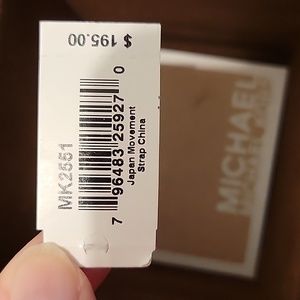 $ 195.00
MK2551
7 96483 25927 0
Japan Movement
Strap China
MICHAEL